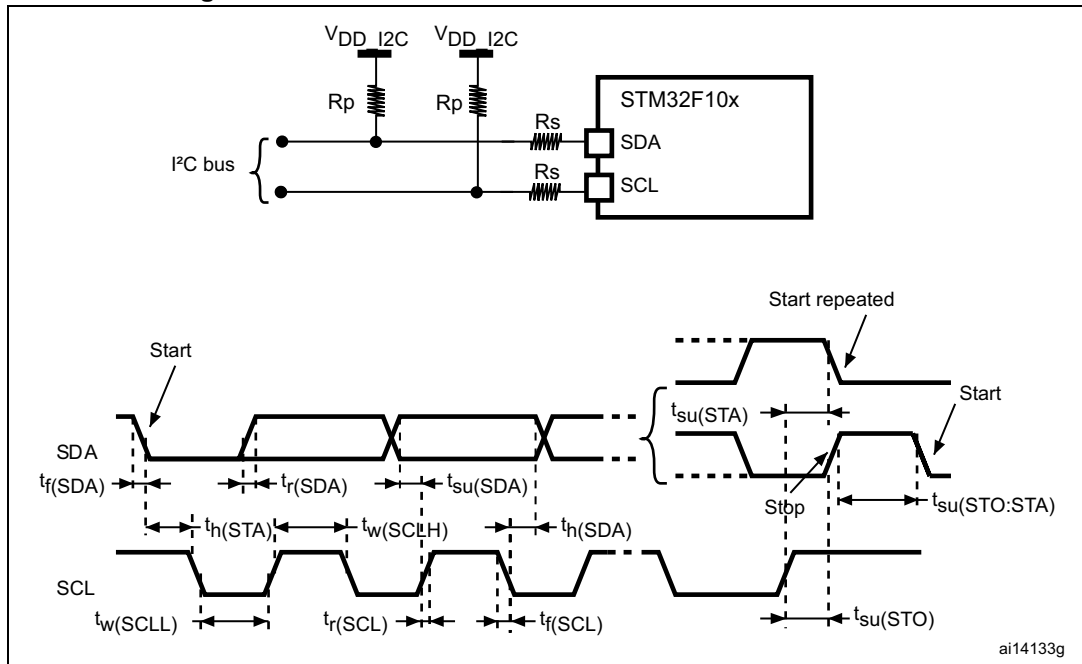 VDD_I2C VDD_I2C
Rp Rp
STM32F10x
Rs
SDA
I²C bus
Rs
SCL
Start repeated
Start
Start
tsu(STA)
SDA
tf(SDA) tr(SDA) tsu(SDA)
Stop
tsu(STO:STA)
th(STA) tw(SCLH) th(SDA)
SCL
tw(SCLL) tr(SCL) tf(SCL) tsu(STO)
ai14133g